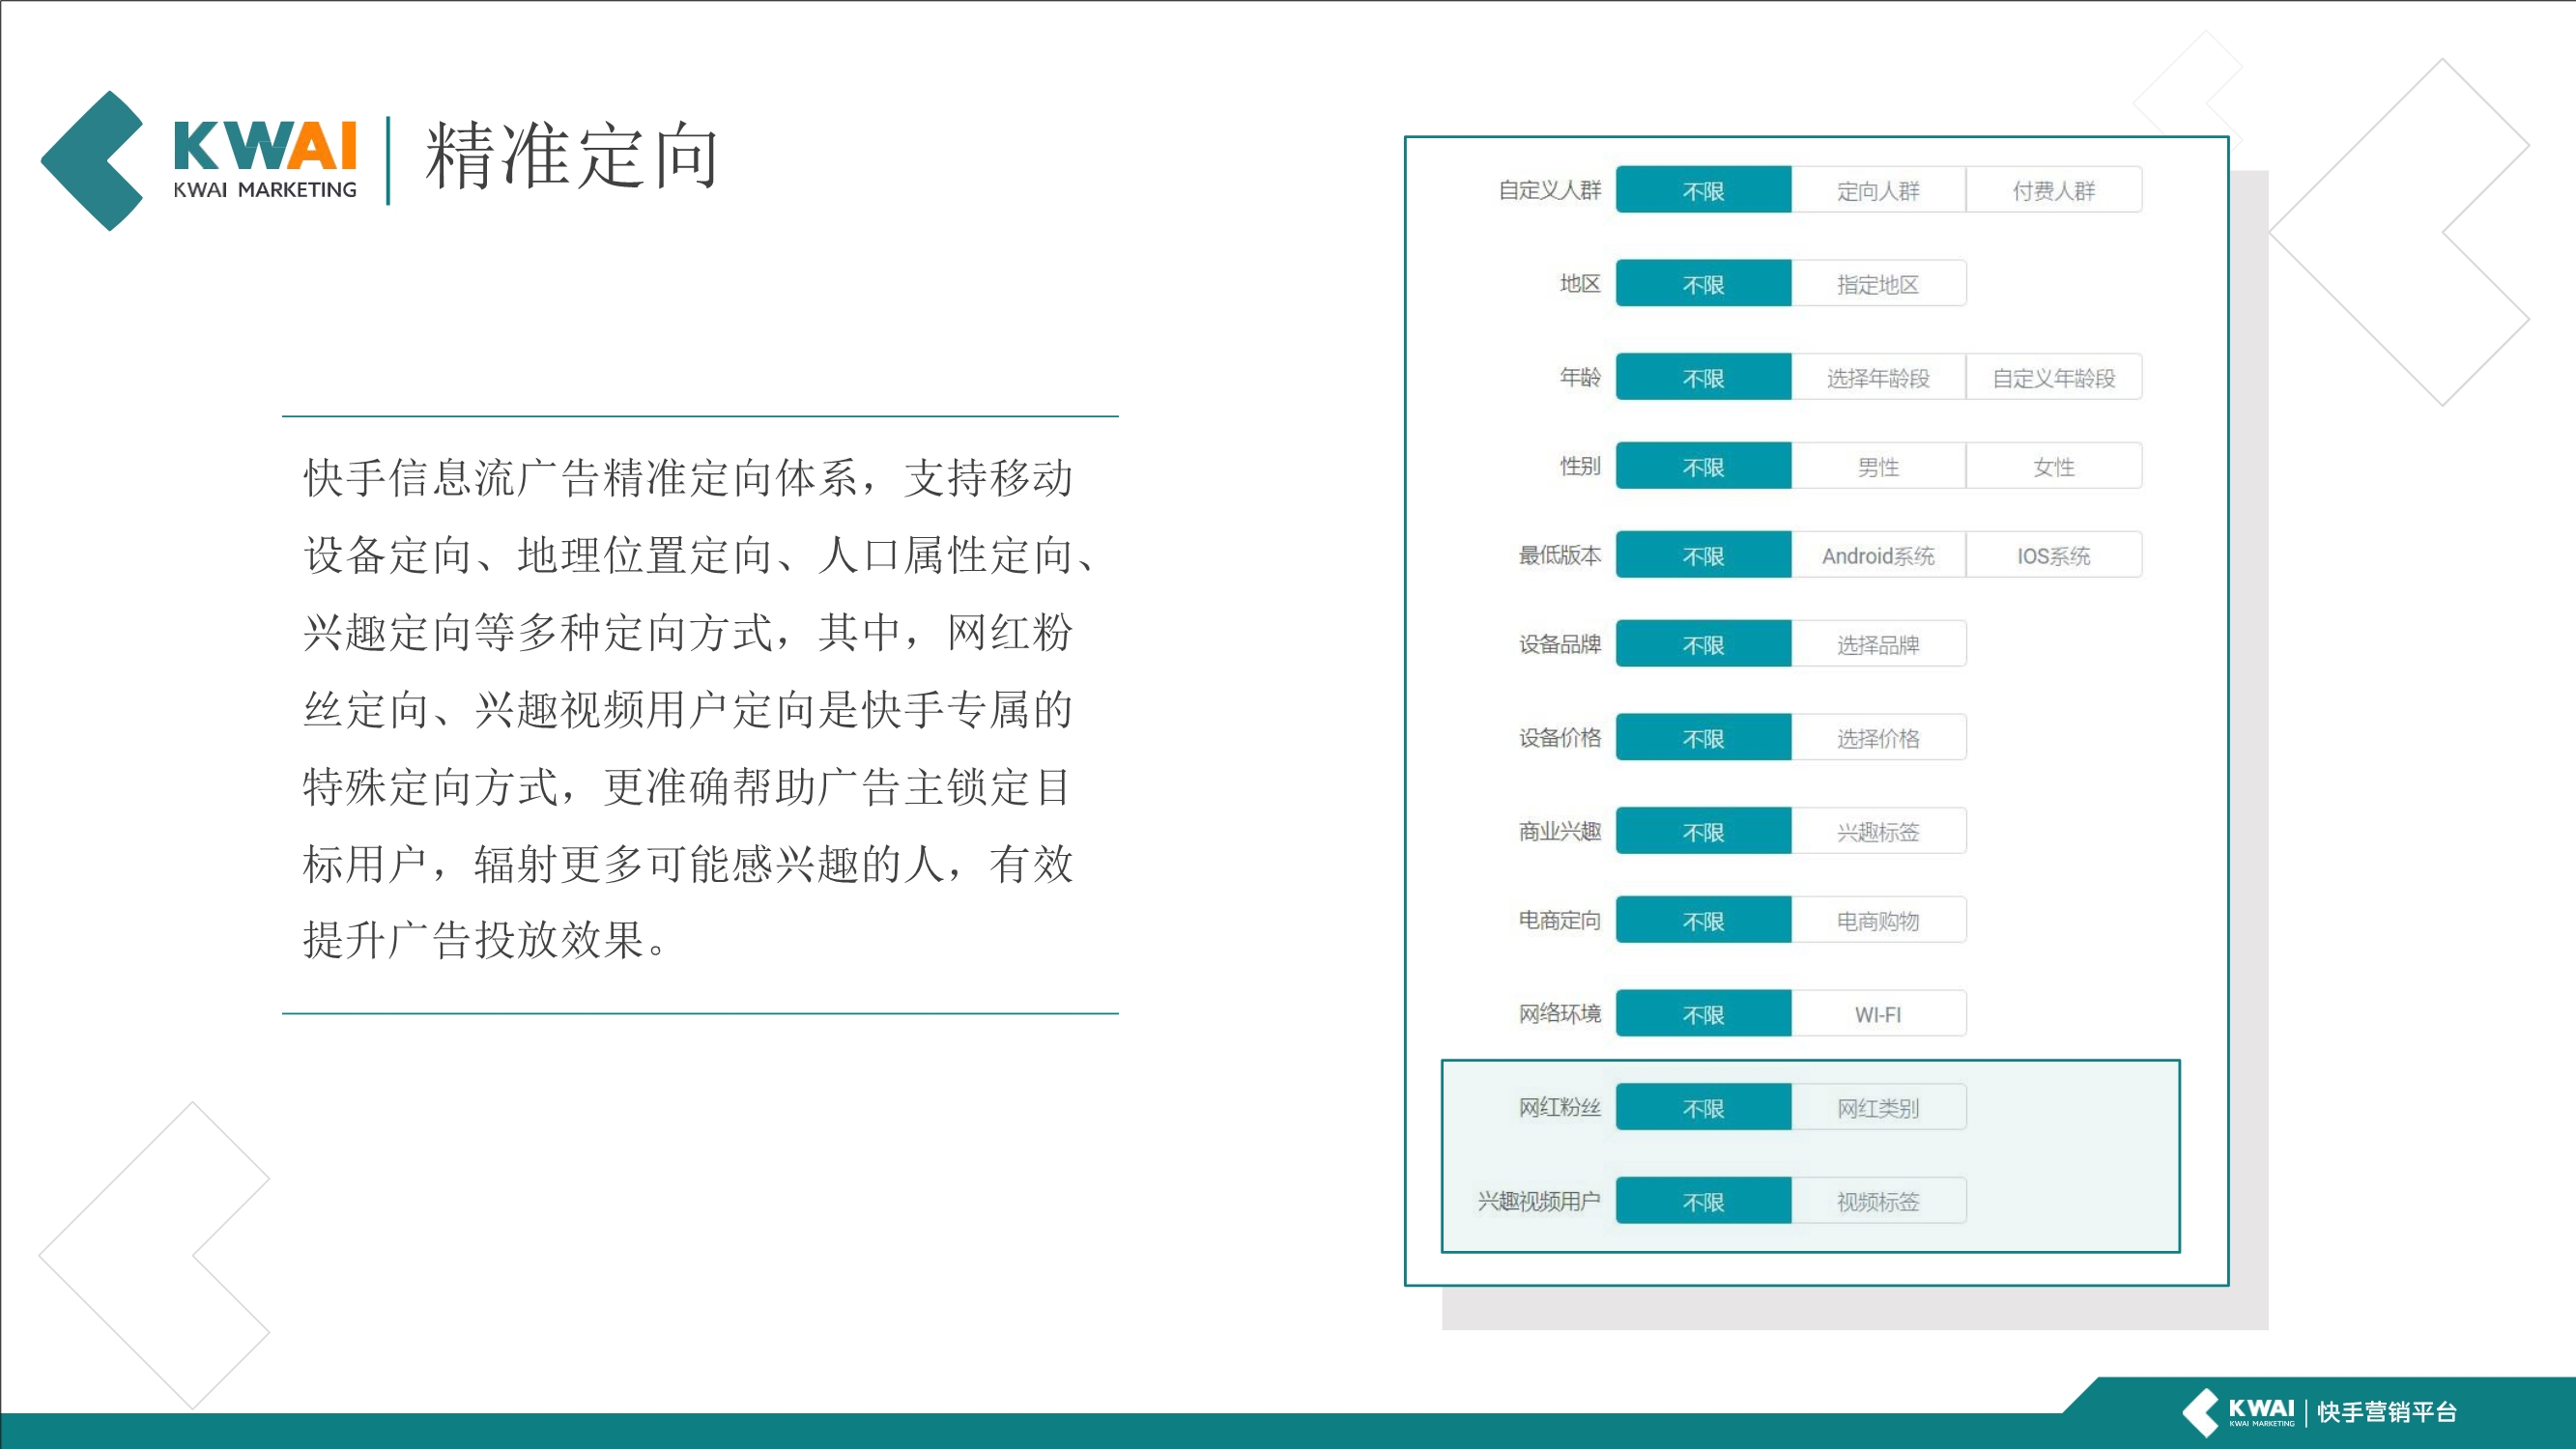 KWAI
KWAI MARKETING
精准定向
快手信息流广告精准定向体系，支持移动
设备定向、地理位置定向、人口属性定向、
兴趣定向等多种定向方式，其中，网红粉
丝定向、兴趣视频用户定向是快手专属的
特殊定向方式，更准确帮助广告主锁定目
标用户，辐射更多可能感兴趣的人，有效
提升广告投放效果。
自定义人群 不限 定向人群 付费人群
地区 不限 指定地区
年龄 不限 选择年龄段 自定义年龄段
性别 不限 男性 女性
最低版本 不限 Android系统 IOS系统
设备品牌 不限 选择品牌
设备价格 不限 选择价格
商业兴趣 不限 兴趣标签
电商定向 不限 电商购物
网络环境 不限 WI-FI
网红粉丝 不限 网红类别
兴趣视频用户 不限 视频标签
KWAI
KWAI MARKETING
快手营销平台